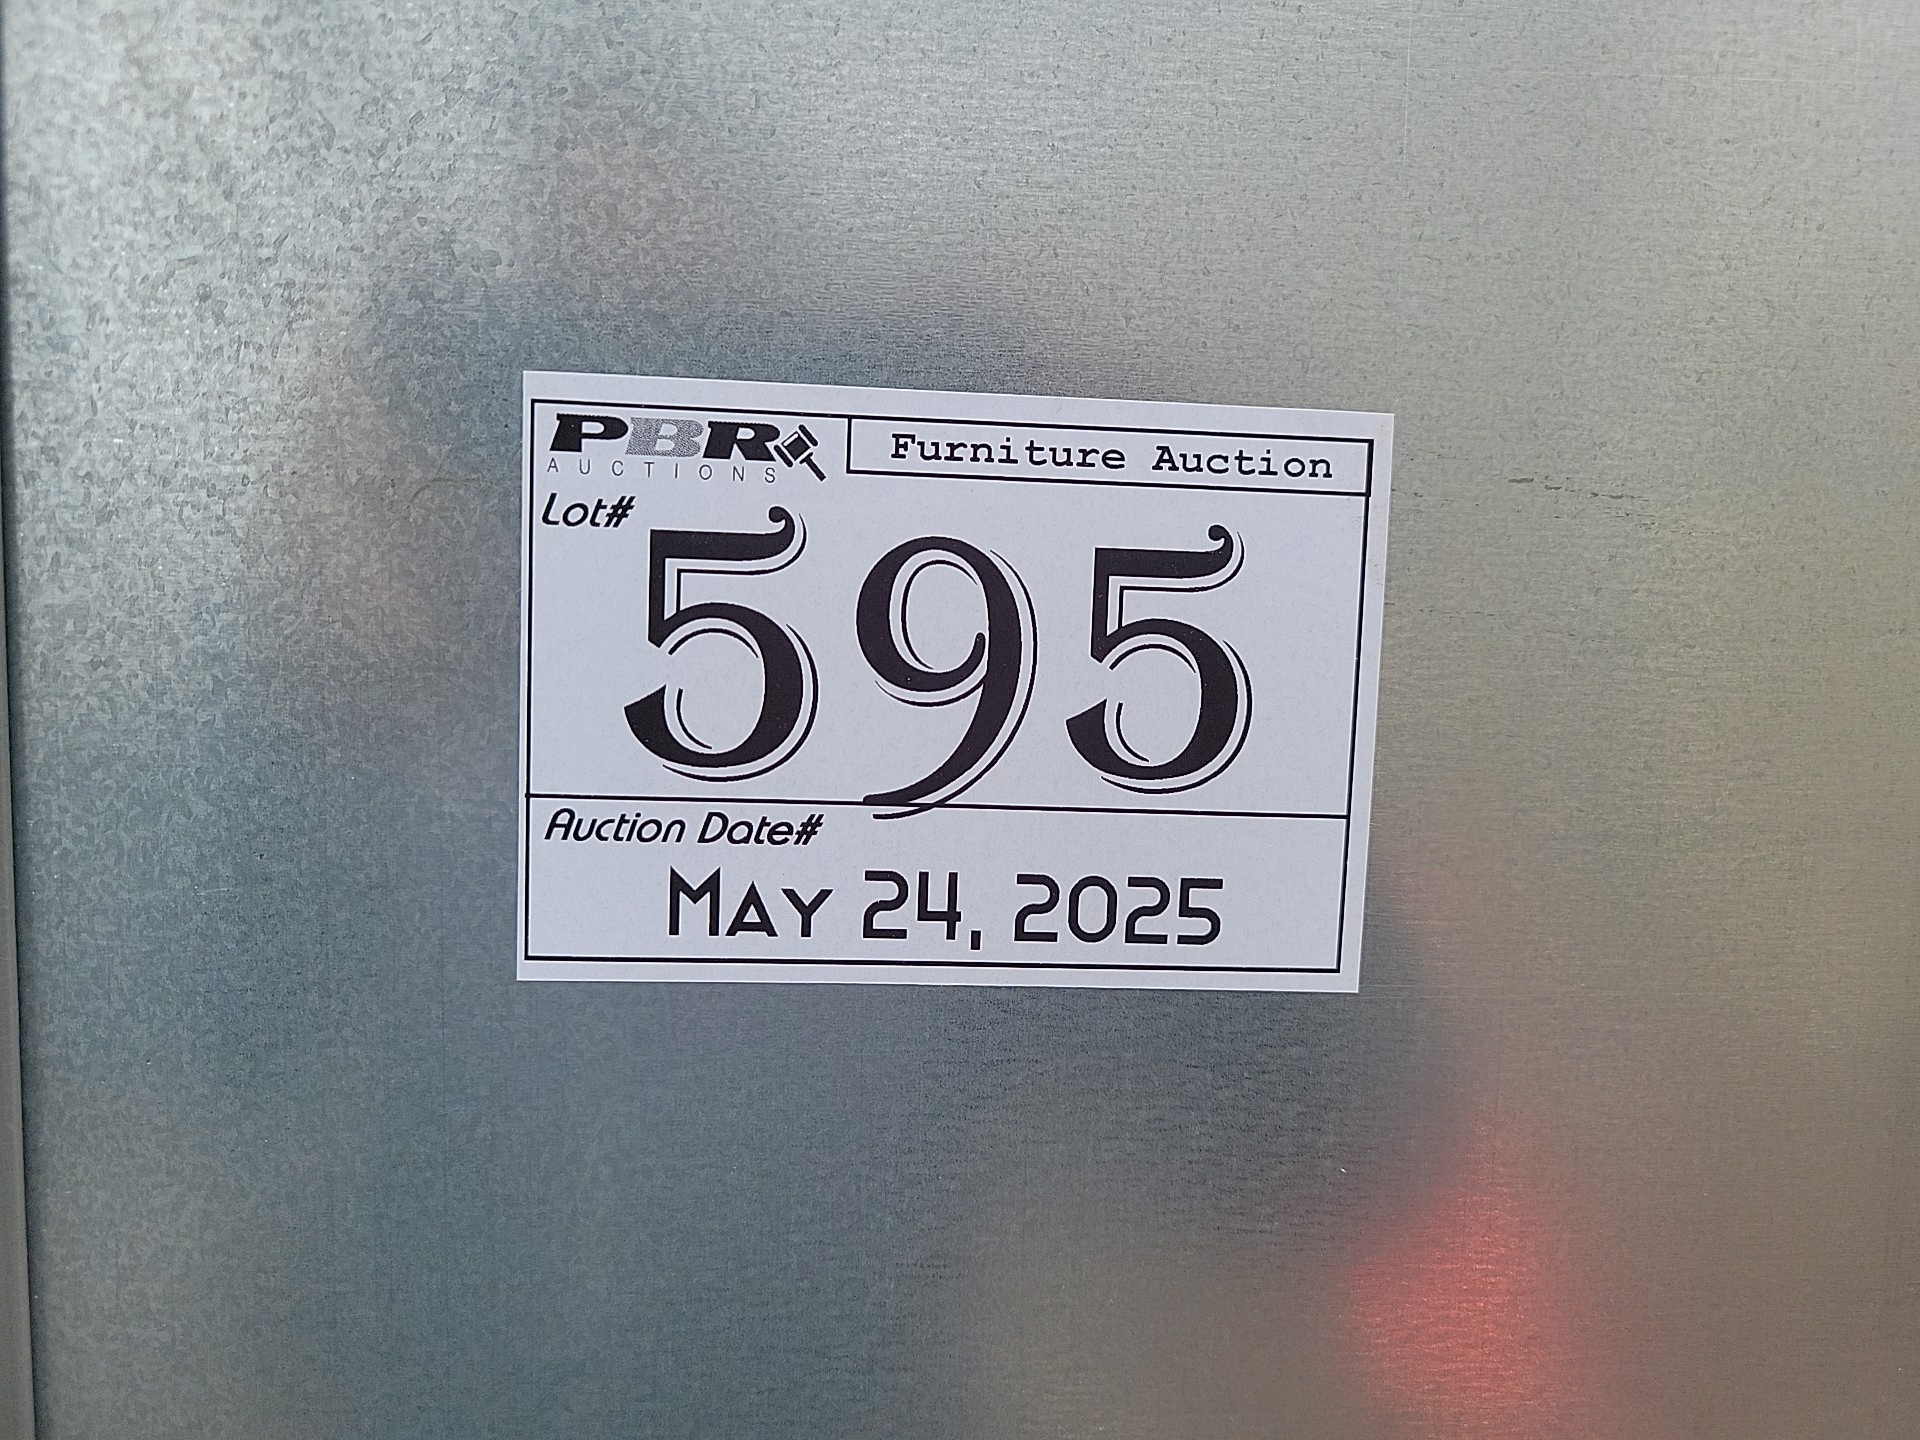 PBR
AUCTIONS
Furniture Auction
Lot#
595
Auction Date#
May 24, 2025